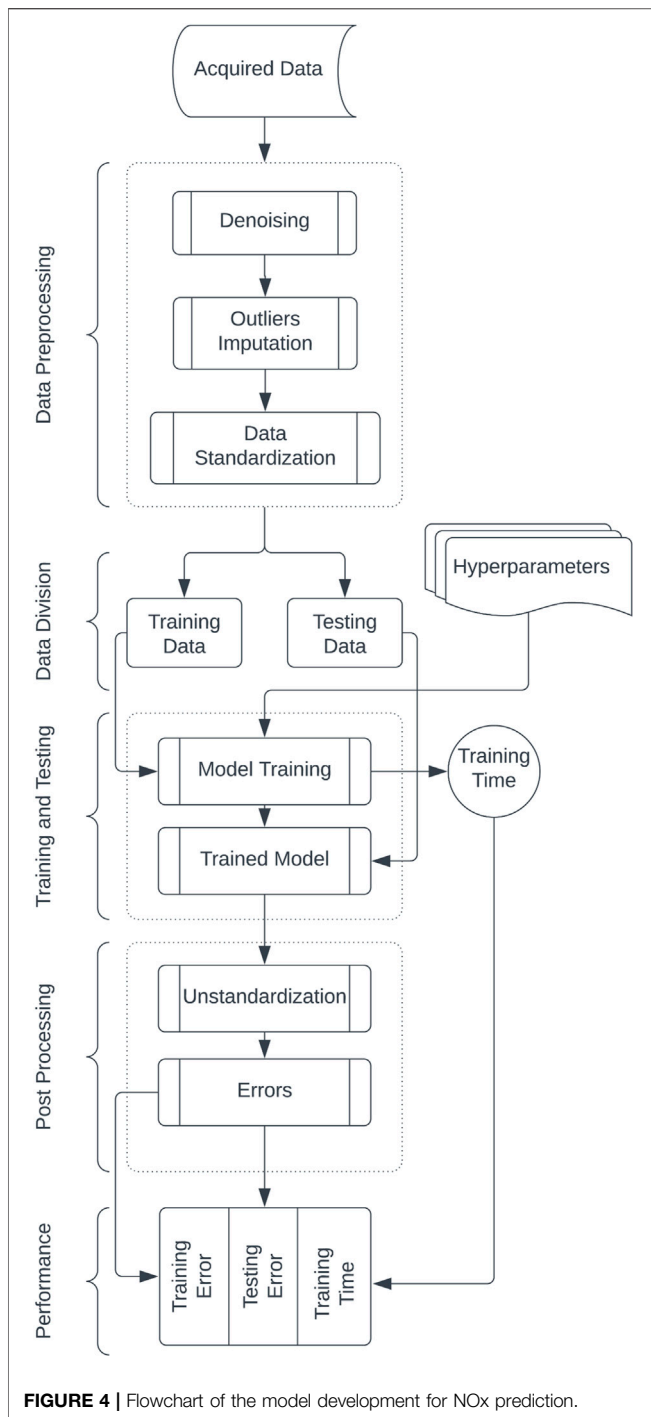 Acquired Data
Data Preprocessing
Denoising
Outliers
Imputation
Data
Standardization
Data Division
Training
Data
Testing
Data
Hyperparameters
Training and Testing
Model Training
Training
Time
Trained Model
Post Processing
Unstandardization
Errors
Performance
Training
Error
Testing
Error
Training
Time
FIGURE 4 | Flowchart of the model development for NOx prediction.